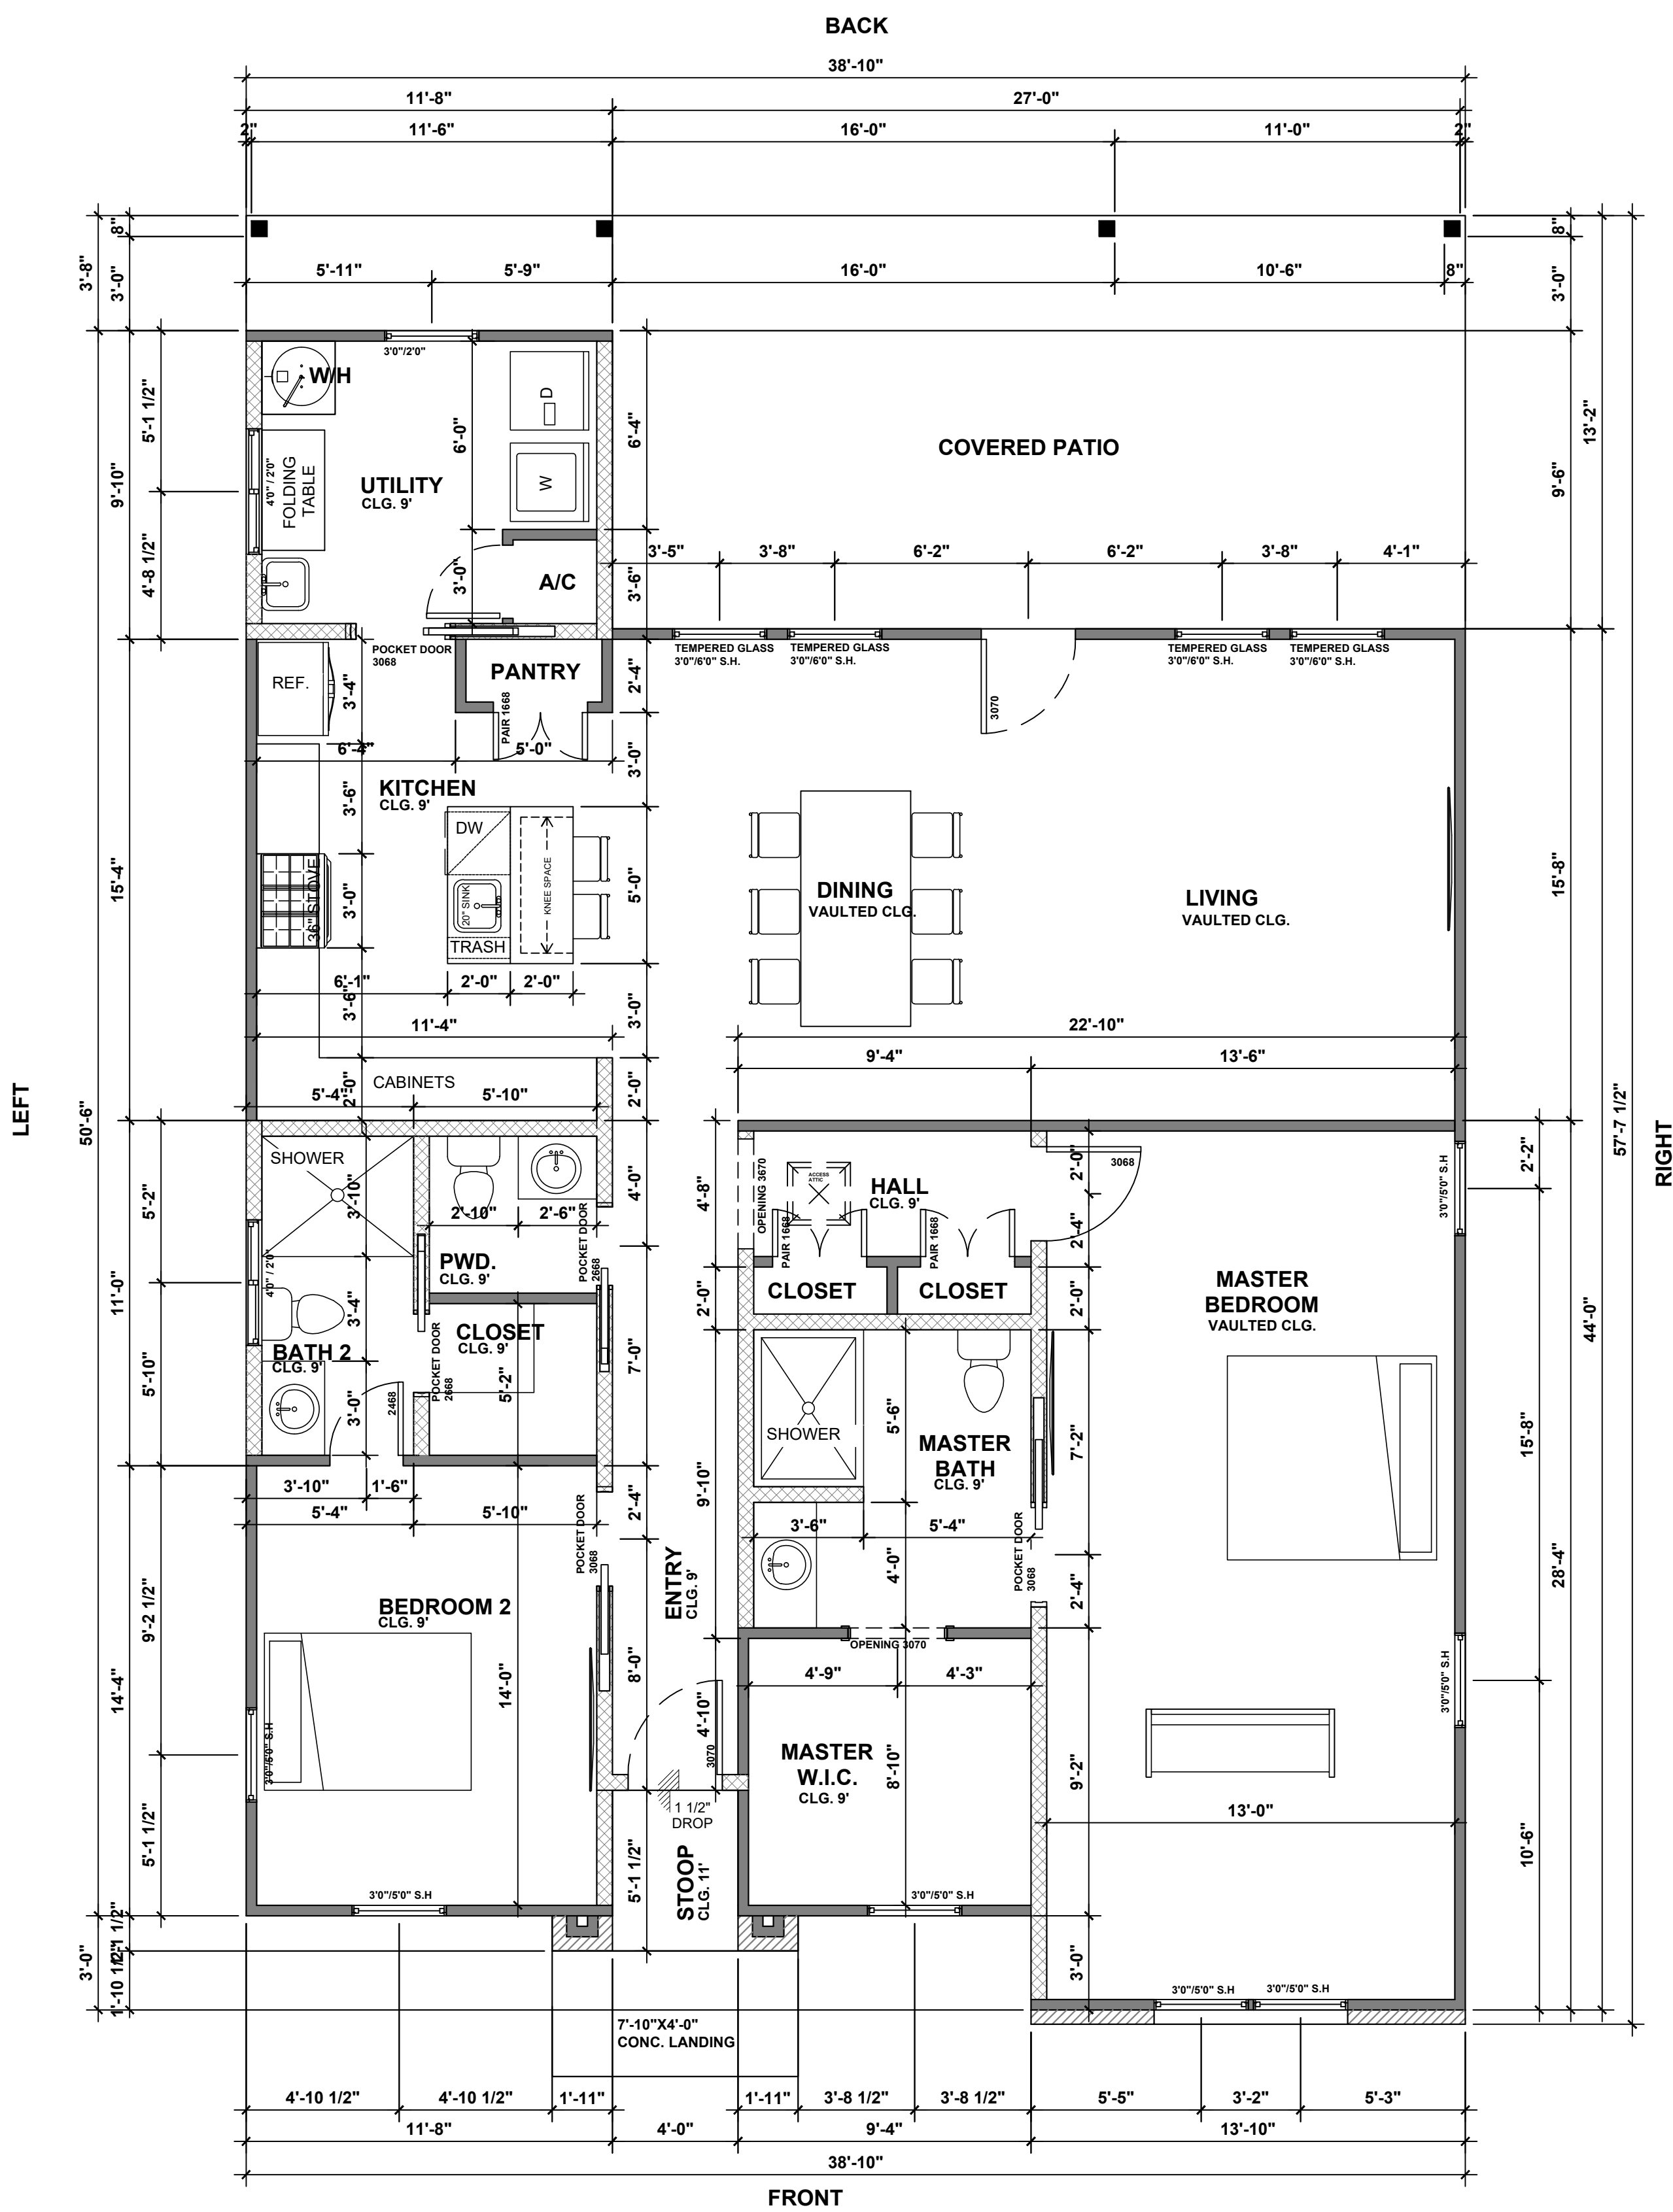 BACK
38'-10"
11'-8"
27'-0"
2"
11'-6"
16'-0"
11'-0"
2"
8"
3'-8"
3'-0"
5'-11"
5'-9"
16'-0"
10'-6"
8"
8"
3'-0"
3'0"/2'0"
W/H
D
W
5'-1 1/2"
9'-10"
4'-8 1/2"
6'-0"
6'-4"
UTILITY
CLG. 9'
4'0" / 2'0"
FOLDING
TABLE
COVERED PATIO
13'-2"
9'-6"
3'-5"
3'-8"
6'-2"
6'-2"
3'-8"
4'-1"
3'-0"
A/C
3'-6"
POCKET DOOR
3068
TEMPERED GLASS
3'0"/6'0" S.H.
TEMPERED GLASS
3'0"/6'0" S.H.
TEMPERED GLASS
3'0"/6'0" S.H.
TEMPERED GLASS
3'0"/6'0" S.H.
REF.
3'-4"
PANTRY
PAIR 1668
2'-4"
3070
6'-4"
5'-0"
3'-0"
KITCHEN
CLG. 9'
3'-6"
DW
KNEE SPACE
20" SINK
TRASH
36" STOVE
3'-0"
5'-0"
15'-4"
DINING
VAULTED CLG.
LIVING
VAULTED CLG.
15'-8"
6'-1"
2'-0"
2'-0"
3'-6"
3'-0"
11'-4"
22'-10"
9'-4"
13'-6"
CABINETS
5'-4"
2'-0"
5'-10"
2'-0"
LEFT
50'-6"
57'-7 1/2"
RIGHT
SHOWER
3'-10"
2'-10"
2'-6"
4'-0"
POCKET DOOR
2668
5'-2"
11'-0"
5'-10"
4'0" / 2'0"
PWD.
CLG. 9'
3'-4"
BATH 2
CLG. 9'
CLOSET
CLG. 9'
POCKET DOOR
2668
5'-2"
7'-0"
3'-0"
2468
4'-8"
OPENING 3670
ACCESS
ATTIC
HALL
CLG. 9'
PAIR 1668
PAIR 1668
2'-0"
2'-4"
3068
3'0"/5'0" S.H
2'-2"
CLOSET
CLOSET
2'-0"
2'-0"
MASTER
BEDROOM
VAULTED CLG.
44'-0"
SHOWER
5'-6"
MASTER
BATH
CLG. 9'
7'-2"
15'-8"
9'-10"
3'-10"
1'-6"
5'-4"
5'-10"
2'-4"
POCKET DOOR
3068
3'-6"
5'-4"
4'-0"
POCKET DOOR
3068
2'-4"
28'-4"
ENTRY
CLG. 9'
BEDROOM 2
CLG. 9'
9'-2 1/2"
14'-4"
14'-0"
8'-0"
OPENING 3070
4'-9"
4'-3"
3'0"/5'0" S.H
4'-10"
3070
MASTER
W.I.C.
CLG. 9'
8'-10"
9'-2"
3'0"/5'0" S.H
1 1/2"
DROP
13'-0"
5'-1 1/2"
5'-1 1/2"
STOOP
CLG. 11'
10'-6"
3'0"/5'0" S.H
3'0"/5'0" S.H
1'-1 1/2"
3'-0"
1'-10 1/2"
3'-0"
3'0"/5'0" S.H
3'0"/5'0" S.H
7'-10"X4'-0"
CONC. LANDING
4'-10 1/2"
4'-10 1/2"
1'-11"
1'-11"
3'-8 1/2"
3'-8 1/2"
5'-5"
3'-2"
5'-3"
11'-8"
4'-0"
9'-4"
13'-10"
38'-10"
FRONT